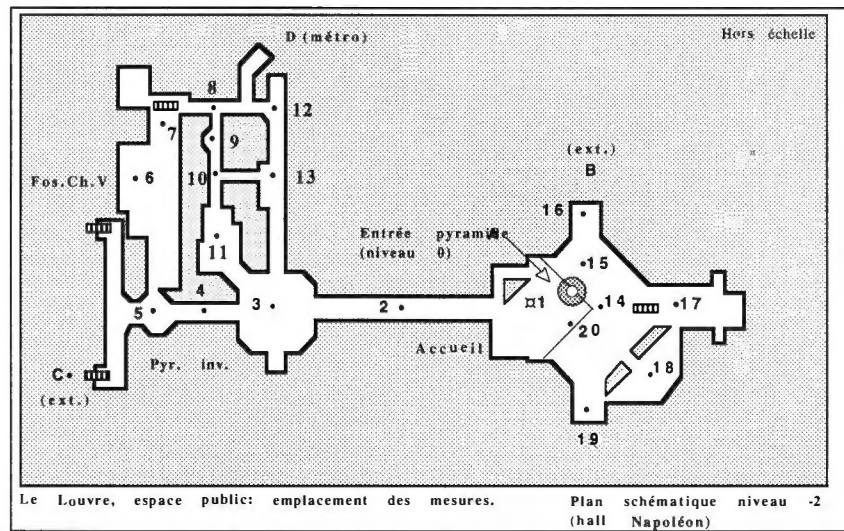 D (métro)
Hors échelle
8
12
7
9
(ext.)
B
Fos.Ch.V
6
10
13
16
Entrée pyramide
(niveau 0)
A
15
11
5
4
3
2
¤1
14
17
20
Pyr. inv.
Accueil
18
C
(ext.)
19
Le Louvre, espace public: emplacement des mesures.
Plan schématique niveau -2
(hall Napoléon)